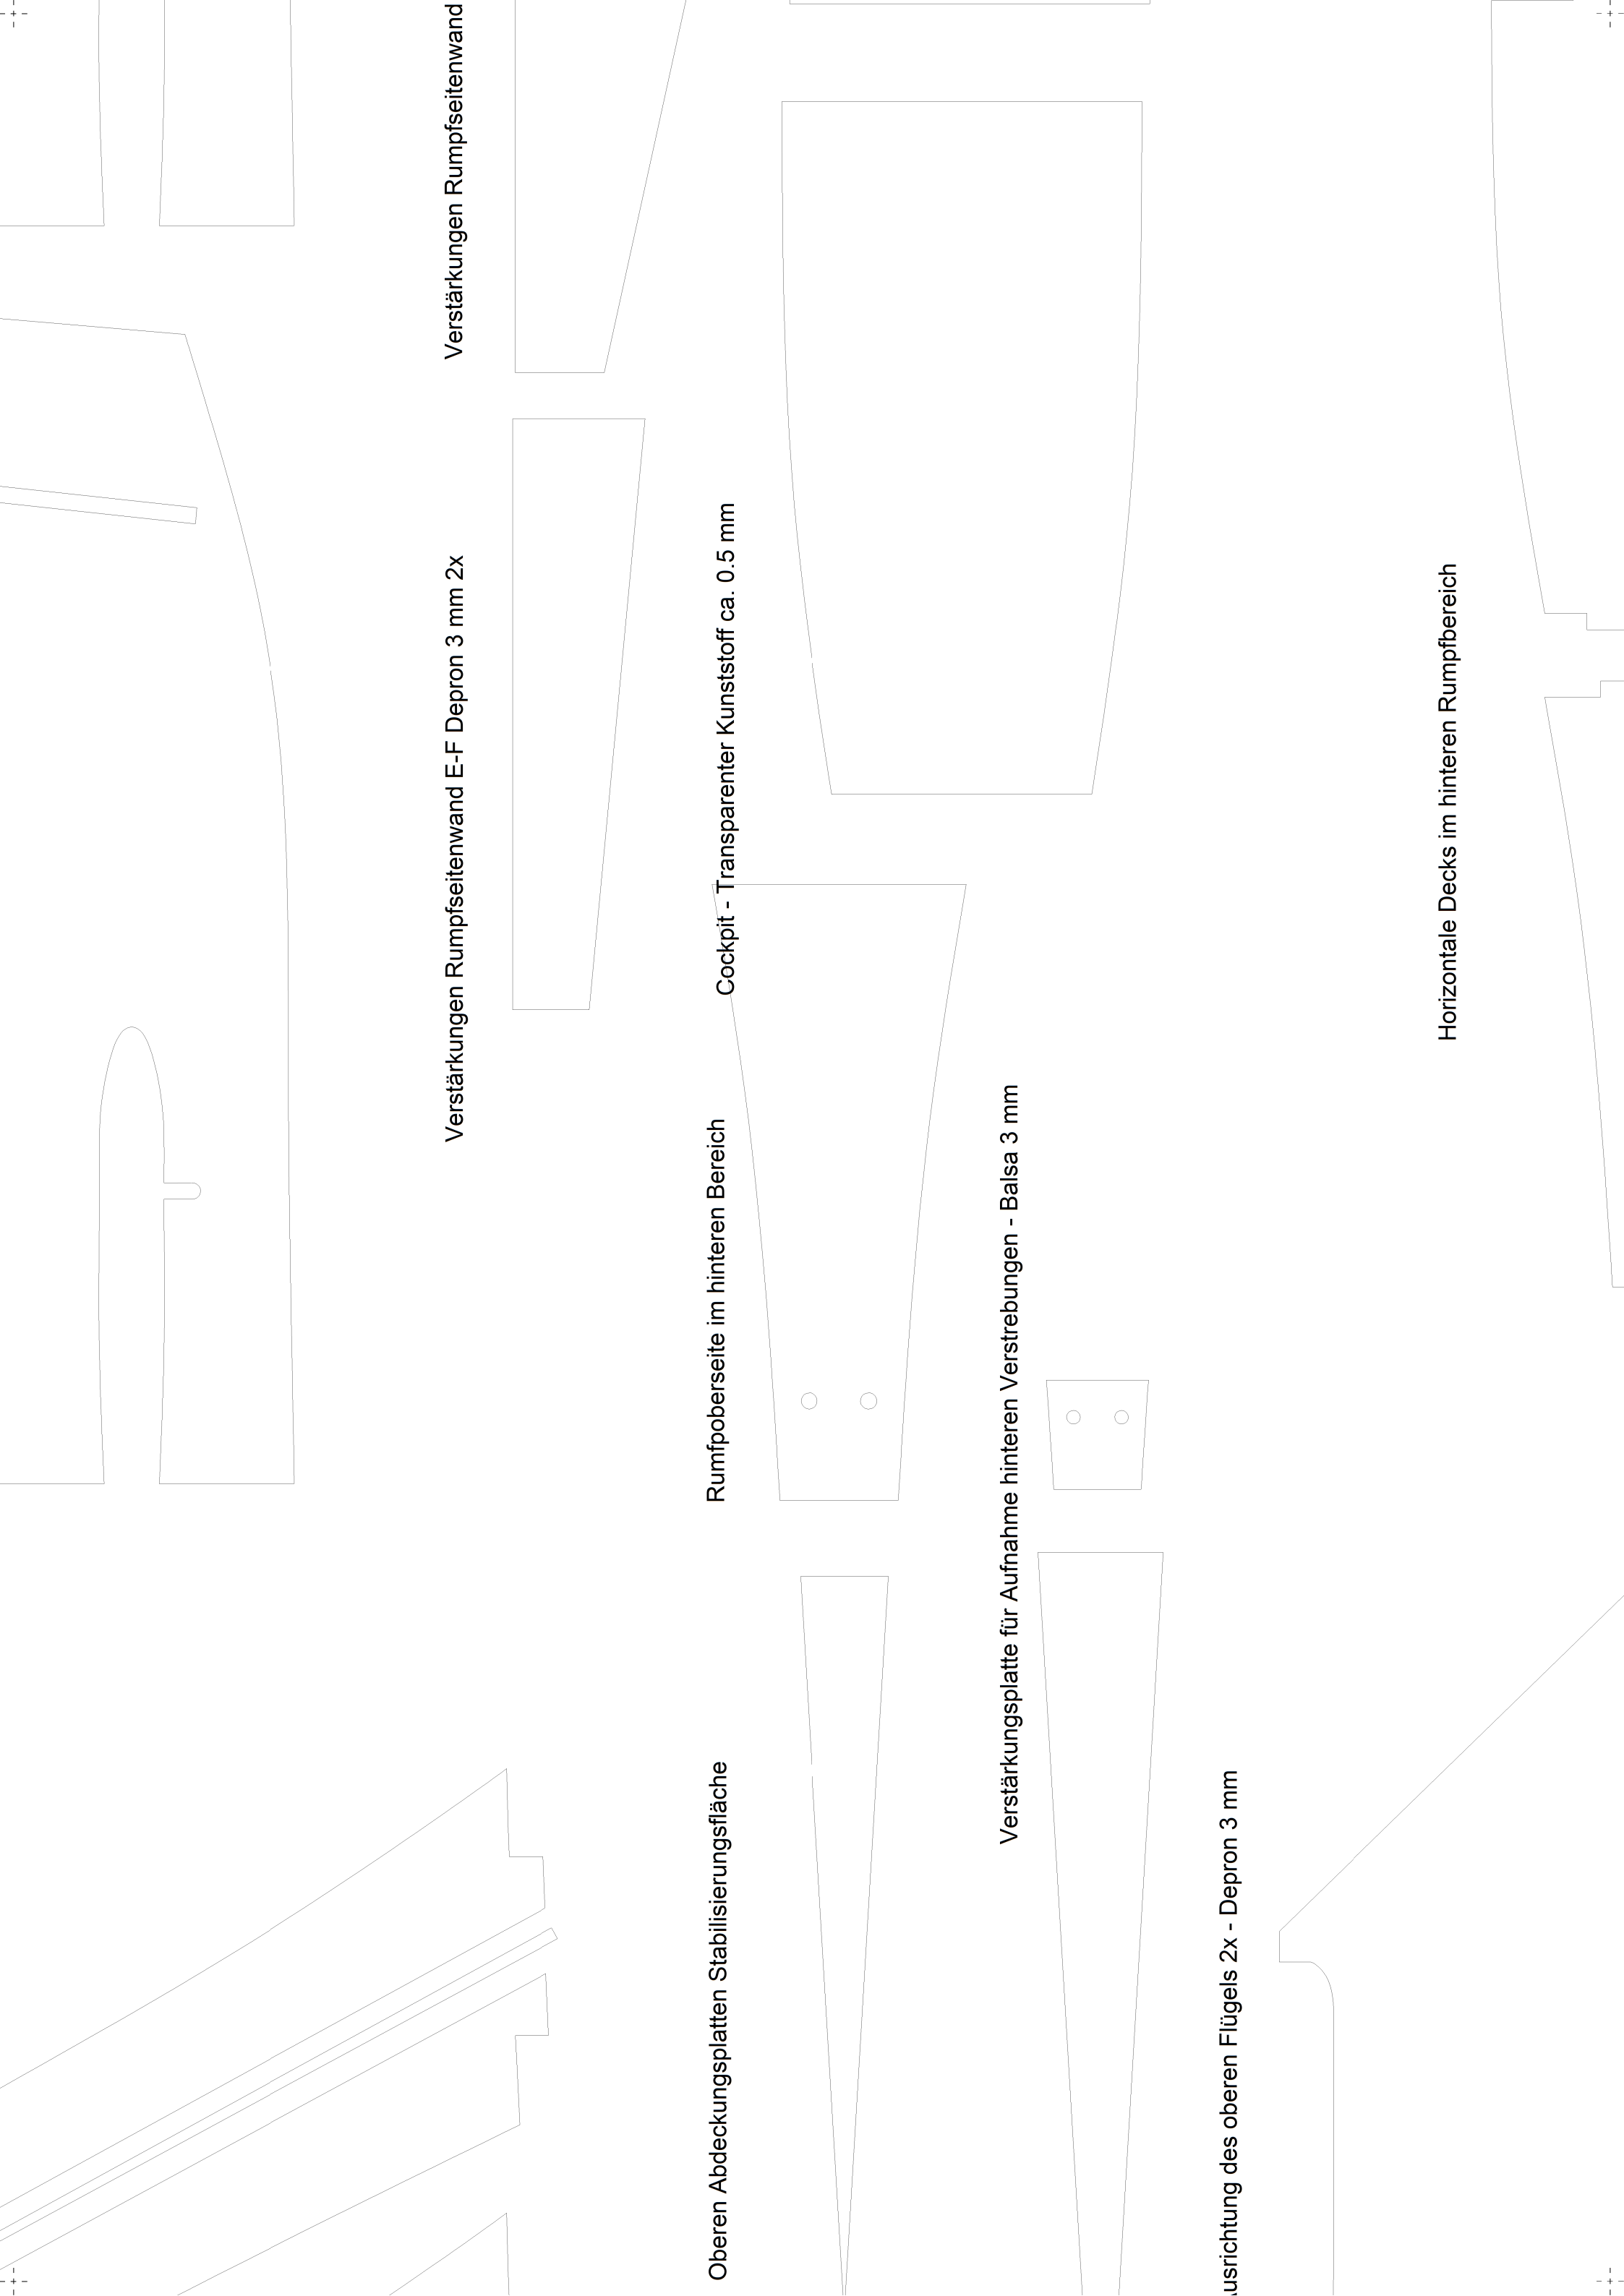 Verstärkungen Rumpfseitenwand
Verstärkungen Rumpfseitenwand E-F Depron 3 mm 2x
Cockpit - Transparenter Kunststoff ca. 0.5 mm
Rumfpoberseite im hinteren Bereich
Oberen Abdeckungsplatten Stabilisierungsfläche
Verstärkungsplatte für Aufnahme hinteren Verstrebungen - Balsa 3 mm
usrichtung des oberen Flügels 2x - Depron 3 mm
Horizontale Decks im hinteren Rumpfbereich